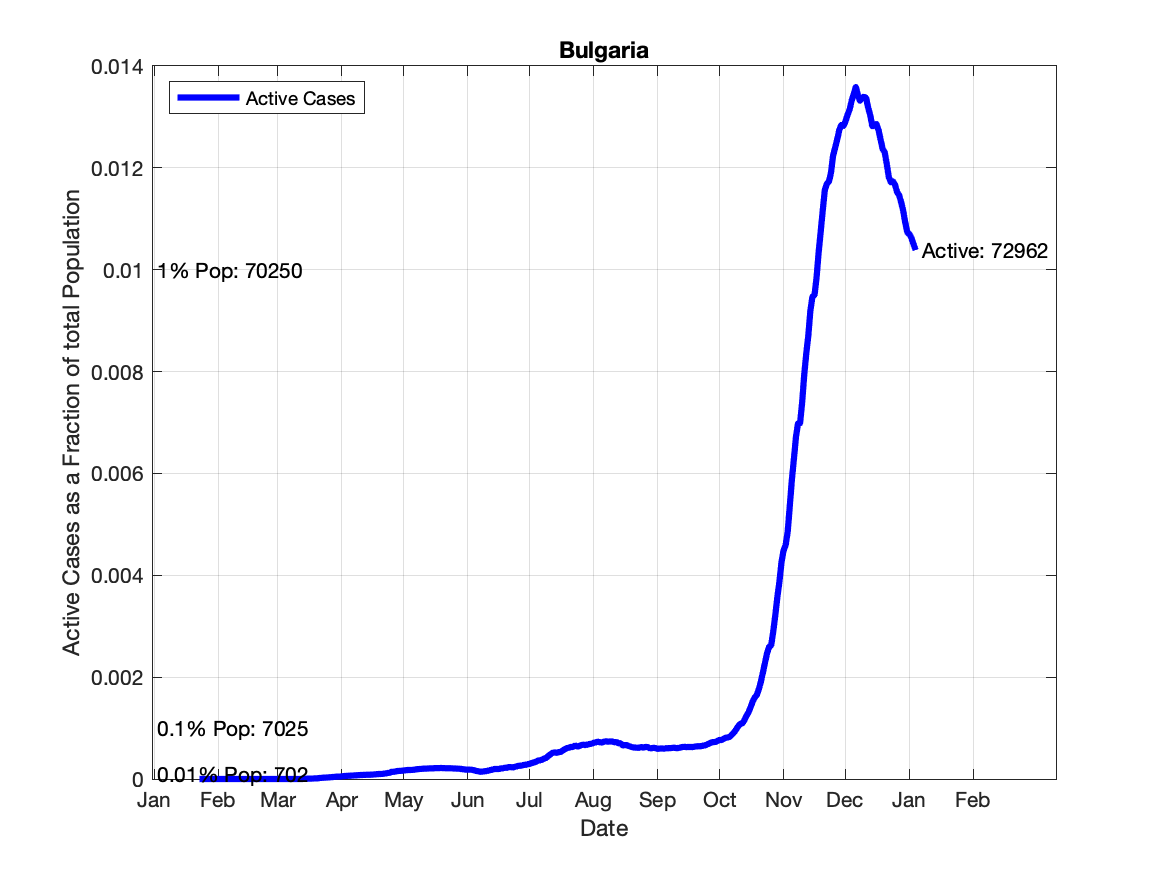 Bulgaria
0.014
Active Cases
0.012
Active: 72962
0.01
1% Pop: 70250
0.008
0.006
0.004
0.002
0.1% Pop: 7025
0.01% Pop: 702
0
Jan Feb Mar Apr May Jun Jul Aug Sep Oct Nov Dec Jan Feb
Date
Active Cases as a Fraction of total Population